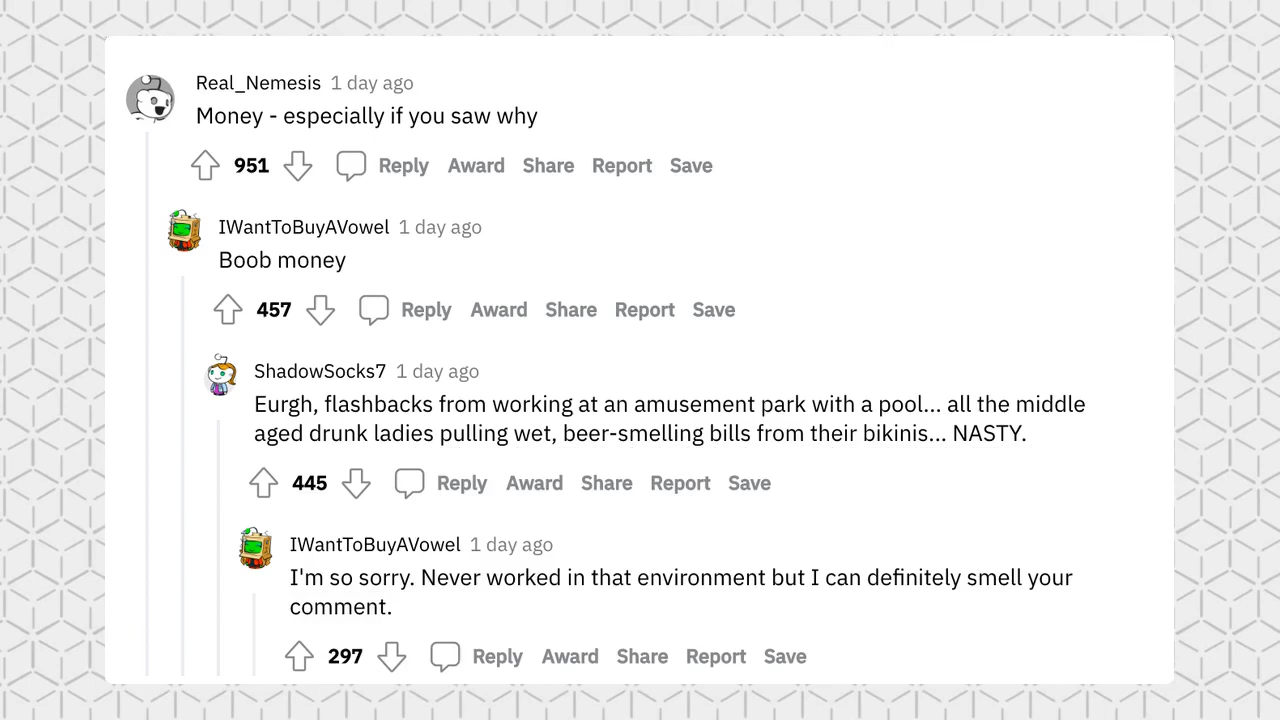 Real_Nemesis 1 day ago
Money - especially if you saw why
951 Reply Award Share Report Save
IWantToBuyAVowel 1 day ago
Boob money
457 Reply Award Share Report Save
ShadowSocks7 1 day ago
Eurgh, flashbacks from working at an amusement park with a pool... all the middle
aged drunk ladies pulling wet, beer-smelling bills from their bikinis... NASTY.
445 Reply Award Share Report Save
IWantToBuyAVowel 1 day ago
I'm so sorry. Never worked in that environment but I can definitely smell your
comment.
297 Reply Award Share Report Save